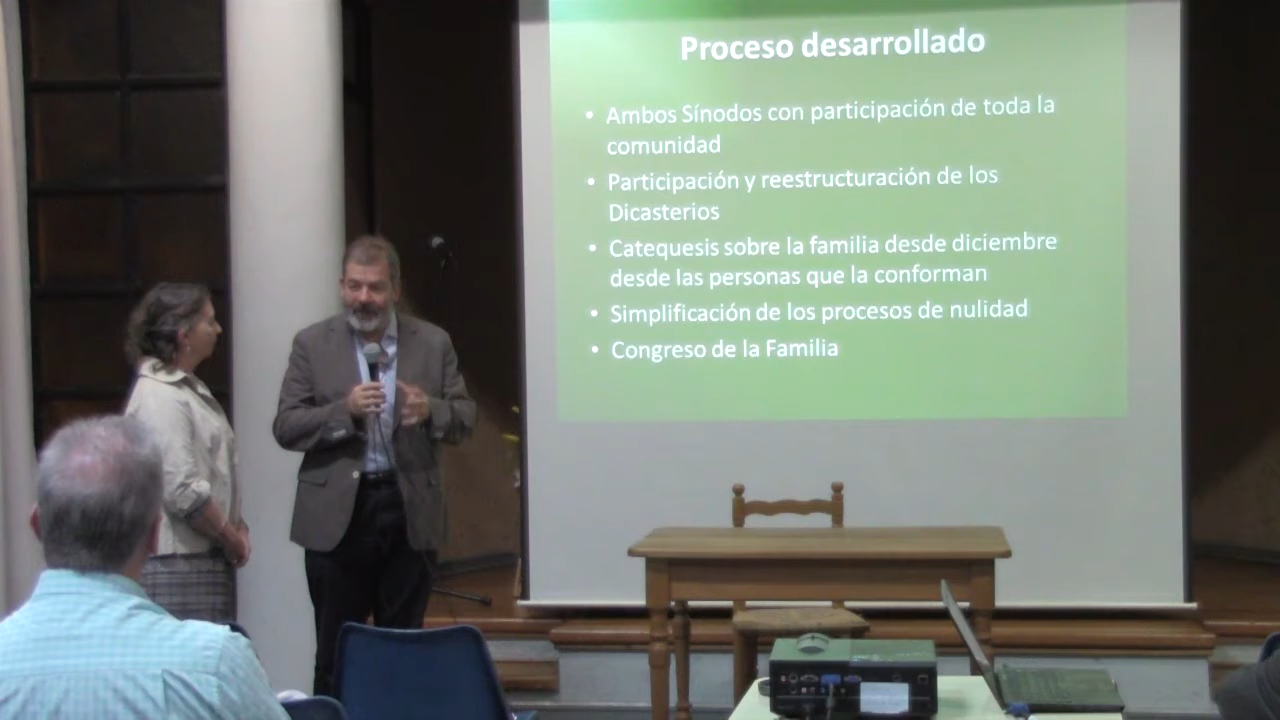 Proceso desarrollado
• Ambos Sínodos con participación de toda la
comunidad
• Participación y reestructuración de los
Dicasterios
• Catequesis sobre la familia desde diciembre
desde las personas que la conforman
• Simplificación de los procesos de nulidad
• Congreso de la Familia